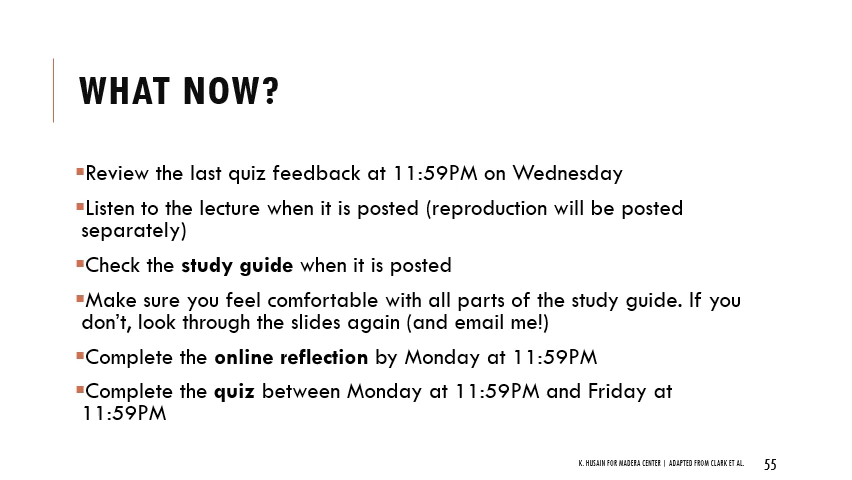 WHAT NOW?
▪Review the last quiz feedback at 11:59PM on Wednesday
▪Listen to the lecture when it is posted (reproduction will be posted
separately)
▪Check the study guide when it is posted
▪Make sure you feel comfortable with all parts of the study guide. If you
don't, look through the slides again (and email me!)
▪Complete the online reflection by Monday at 11:59PM
▪Complete the quiz between Monday at 11:59PM and Friday at
11:59PM
K. HUSAIN FOR MADERA CENTER | ADAPTED FROM CLARK ET AL. 55